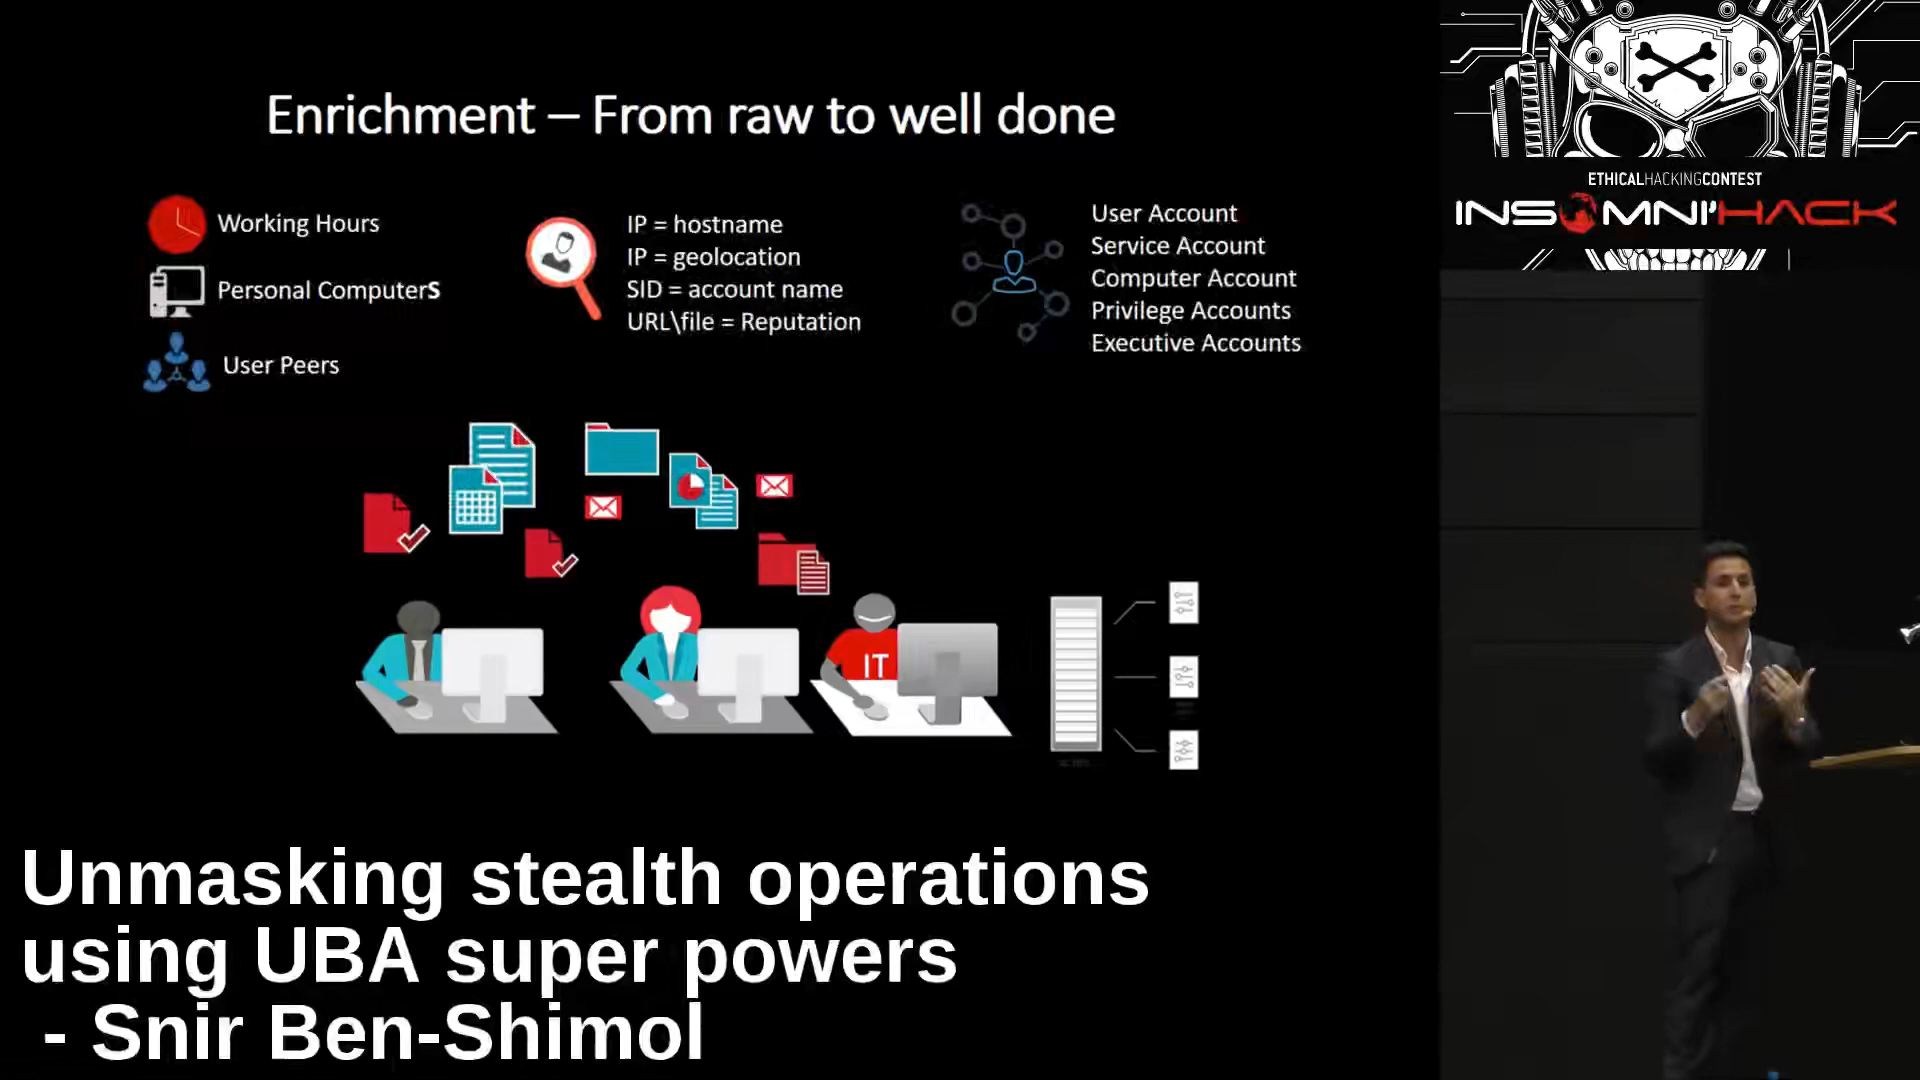 Enrichment – From raw to well done
Working Hours
Personal ComputerS
User Peers
IP = hostname
IP = geolocation
SID = account name
URL\file = Reputation
User Account
Service Account
Computer Account
Privilege Accounts
Executive Accounts
IT
Unmasking stealth operations
using UBA super powers
- Snir Ben-Shimol
ETHICALHACKINGCONTEST
INSOMNI'HACK